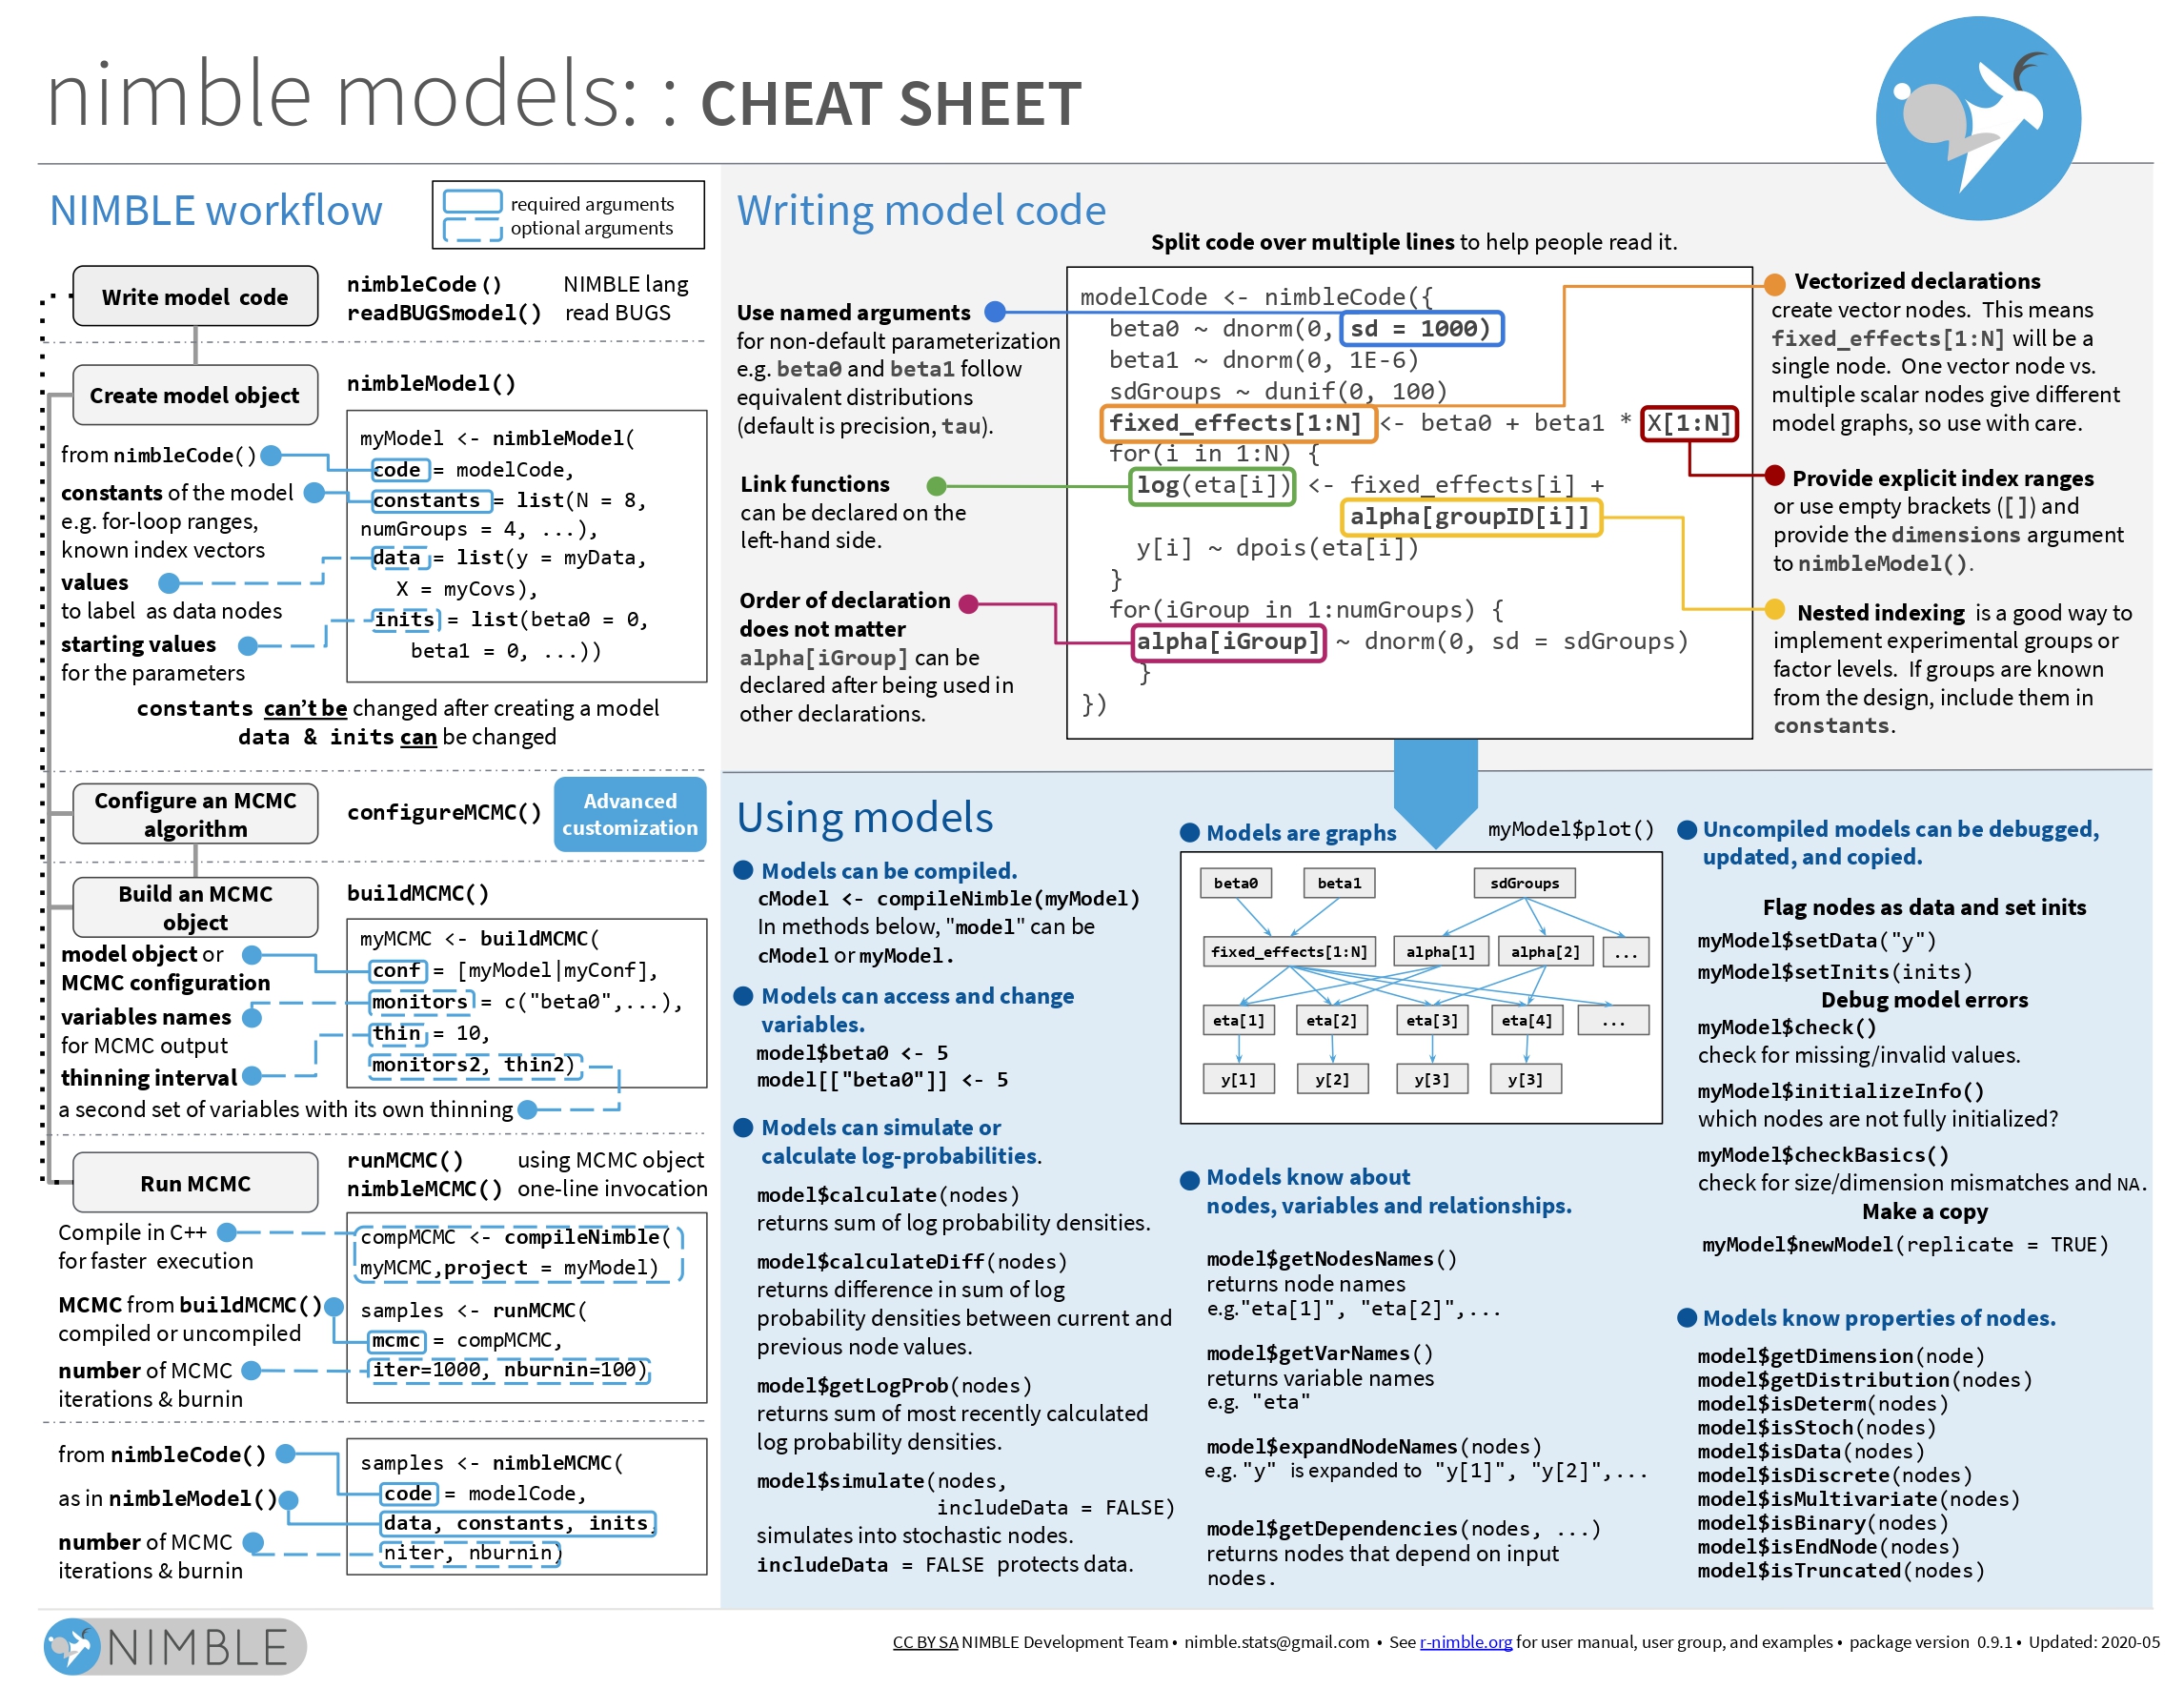 nimble models: : CHEAT SHEET
NIMBLE workflow
required arguments
optional arguments
Write model code
nimbleCode() NIMBLE lang
readBUGSmodel() read BUGS
Create model object
nimbleModel()
from nimbleCode()
constants of the model
e.g. for-loop ranges,
known index vectors
values
to label as data nodes
starting values
for the parameters
myModel <- nimbleModel(
code = modelCode,
constants = list(N = 8,
numGroups = 4, ...),
data = list(y = myData,
X = myCovs),
inits = list(beta0 = 0,
beta1 = 0, ...))
constants can't be changed after creating a model
data & inits can be changed
Configure an MCMC
algorithm
configureMCMC()
Advanced
customization
Build an MCMC
object
buildMCMC()
model object or
MCMC configuration
variables names
for MCMC output
thinning interval
a second set of variables with its own thinning
myMCMC <- buildMCMC(
conf = [myModel|myConf],
monitors = c("beta0",...),
thin = 10,
monitors2, thin2)
Run MCMC
runMCMC() using MCMC object
nimbleMCMC() one-line invocation
Compile in C++
for faster execution
MCMC from buildMCMC()
compiled or uncompiled
number of MCMC
iterations & burnin
compMCMC <- compileNimble(
myMCMC,project = myModel)
samples <- runMCMC(
mcmc = compMCMC,
iter=1000, nburnin=100)
from nimbleCode()
as in nimbleModel()
number of MCMC
iterations & burnin
samples <- nimbleMCMC(
code = modelCode,
data, constants, inits,
niter, nburnin)
Writing model code
Split code over multiple lines to help people read it.
Use named arguments
for non-default parameterization
e.g. beta0 and beta1 follow
equivalent distributions
(default is precision, tau).
Link functions
can be declared on the
left-hand side.
Order of declaration
does not matter
alpha[iGroup] can be
declared after being used in
other declarations.
modelCode <- nimbleCode({
beta0 ~ dnorm(0, sd = 1000)
beta1 ~ dnorm(0, 1E-6)
sdGroups ~ dunif(0, 100)
fixed_effects[1:N] <- beta0 + beta1 * X[1:N]
for(i in 1:N) {
log(eta[i]) <- fixed_effects[i] +
alpha[groupID[i]]
y[i] ~ dpois(eta[i])
}
for(iGroup in 1:numGroups) {
alpha[iGroup] ~ dnorm(0, sd = sdGroups)
}
})
Vectorized declarations
create vector nodes. This means
fixed_effects[1:N] will be a
single node. One vector node vs.
multiple scalar nodes give different
model graphs, so use with care.
Provide explicit index ranges
or use empty brackets ([]) and
provide the dimensions argument
to nimbleModel().
Nested indexing is a good way to
implement experimental groups or
factor levels. If groups are known
from the design, include them in
constants.
Using models
Models can be compiled.
cModel <- compileNimble(myModel)
In methods below, "model" can be
cModel or myModel.
Models can access and change
variables.
model$beta0 <- 5
model[["beta0"]] <- 5
Models can simulate or
calculate log-probabilities.
model$calculate(nodes)
returns sum of log probability densities.
model$calculateDiff(nodes)
returns difference in sum of log
probability densities between current and
previous node values.
model$getLogProb(nodes)
returns sum of most recently calculated
log probability densities.
model$simulate(nodes,
includeData = FALSE)
simulates into stochastic nodes.
includeData = FALSE protects data.
Models are graphs
myModel$plot()
beta0 beta1 sdGroups
fixed_effects[1:N] alpha[1] alpha[2] ...
eta[1] eta[2] eta[3] eta[4] ...
y[1] y[2] y[3] y[3]
Models know about
nodes, variables and relationships.
model$getNodesNames()
returns node names
e.g."eta[1]", "eta[2]",...
model$getVarNames()
returns variable names
e.g. "eta"
model$expandNodeNames(nodes)
e.g. "y" is expanded to "y[1]", "y[2]",...
model$getDependencies(nodes, ...)
returns nodes that depend on input
nodes.
Uncompiled models can be debugged,
updated, and copied.
Flag nodes as data and set inits
myModel$setData("y")
myModel$setInits(inits)
Debug model errors
myModel$check()
check for missing/invalid values.
myModel$initializeInfo()
which nodes are not fully initialized?
myModel$checkBasics()
check for size/dimension mismatches and NA.
Make a copy
myModel$newModel(replicate = TRUE)
Models know properties of nodes.
model$getDimension(node)
model$getDistribution(nodes)
model$isDeterm(nodes)
model$isStoch(nodes)
model$isData(nodes)
model$isDiscrete(nodes)
model$isMultivariate(nodes)
model$isBinary(nodes)
model$isEndNode(nodes)
model$isTruncated(nodes)
NIMBLE
CC BY SA NIMBLE Development Team • nimble.stats@gmail.com • See r-nimble.org for user manual, user group, and examples • package version 0.9.1 • Updated: 2020-05